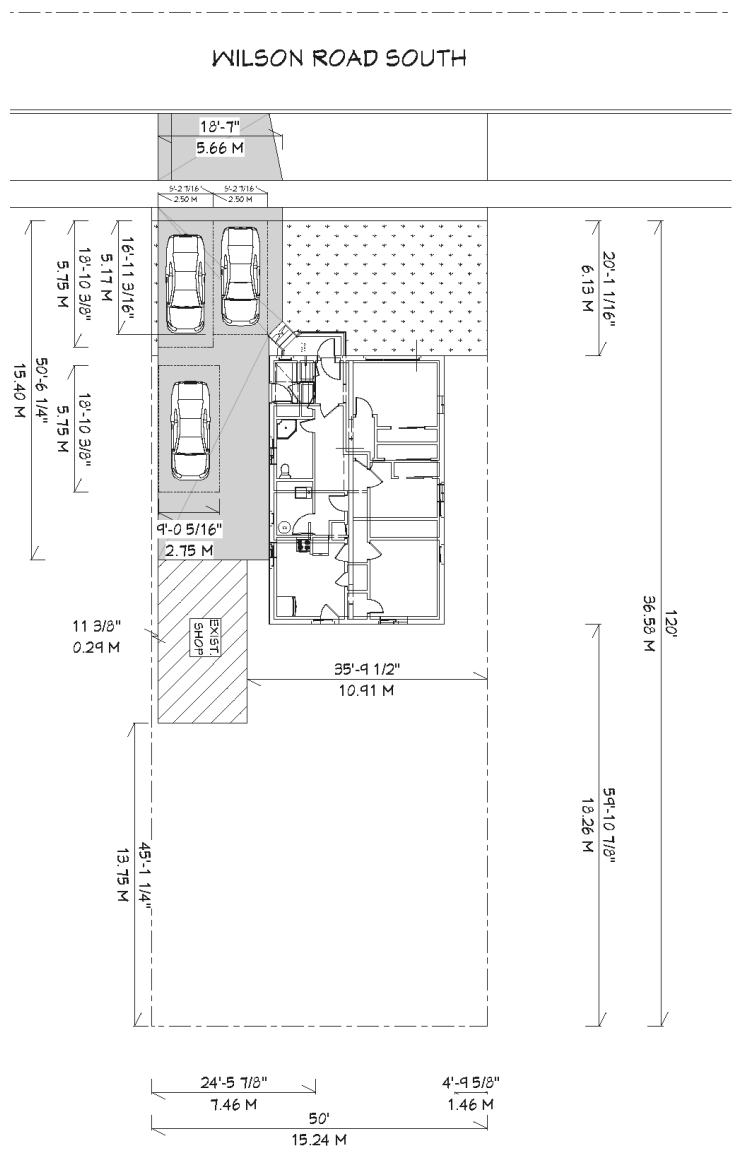 WILSON ROAD SOUTH
18'-7"
5.66 M
8'-2 7/16" 8'-2 7/16"
2.50 M 2.50 M
16'-11 3/16"
5.17 M
18'-10 3/8"
5.75 M
20'-1 1/16"
6.13 M
50'-6 1/4"
15.40 M
18'-10 3/8"
5.75 M
9'-0 5/16"
2.75 M
EXIST.
SHOP
11 3/8"
0.29 M
35'-9 1/2"
10.91 M
120'
36.58 M
59'-10 7/8"
18.26 M
45'-1 1/4"
13.75 M
24'-5 7/8"
7.46 M
4'-9 5/8"
1.46 M
50'
15.24 M